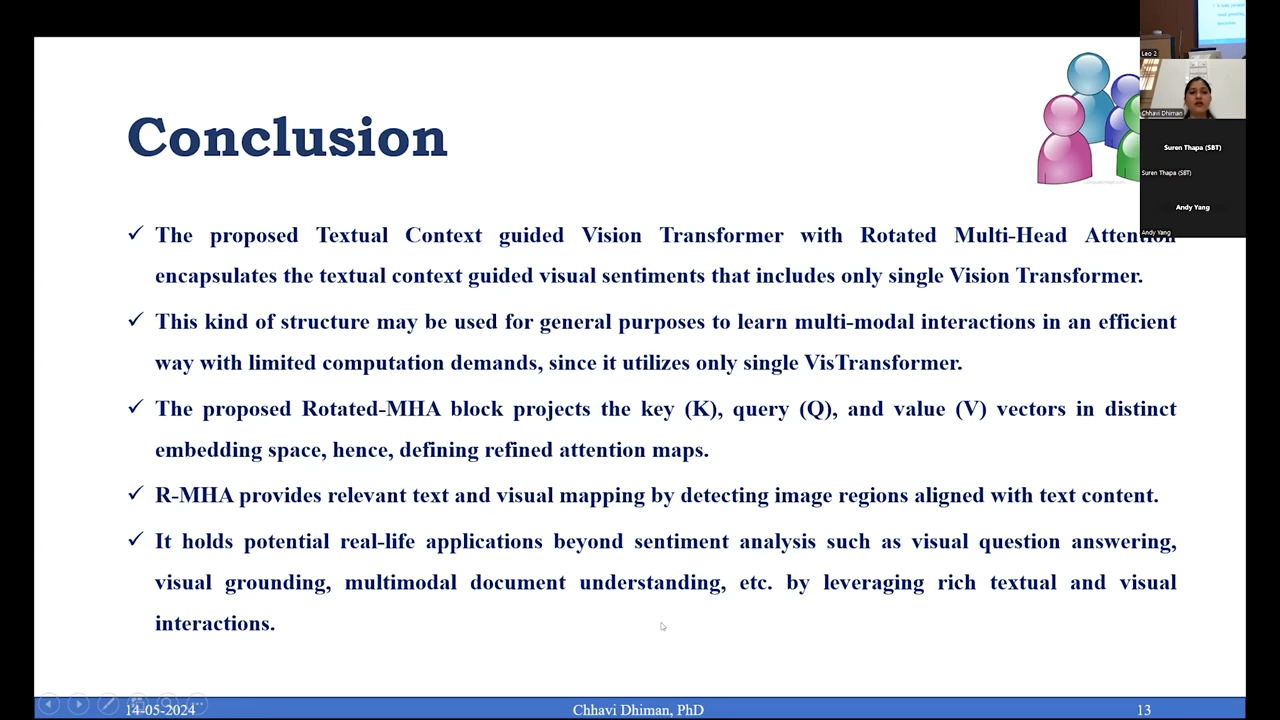 Conclusion
✓ The proposed Textual Context guided Vision Transformer with Rotated Multi-Head Attention
encapsulates the textual context guided visual sentiments that includes only single Vision Transformer.
✓ This kind of structure may be used for general purposes to learn multi-modal interactions in an efficient
way with limited computation demands, since it utilizes only single VisTransformer.
✓ The proposed Rotated-MHA block projects the key (K), query (Q), and value (V) vectors in distinct
embedding space, hence, defining refined attention maps.
✓ R-MHA provides relevant text and visual mapping by detecting image regions aligned with text content.
✓ It holds potential real-life applications beyond sentiment analysis such as visual question answering,
visual grounding, multimodal document understanding, etc. by leveraging rich textual and visual
interactions.
14-05-2024
Chhavi Dhiman, PhD
13
Leo 2
Chhavi Dhiman
Suren Thapa (SBT)
Suren Thapa (SBT)
Andy Yang
Andy Yang